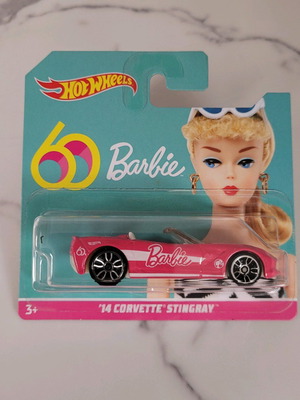 Hot Wheels
60 Barbie
Barbie
3+
'14 CORVETTE STINGRAY